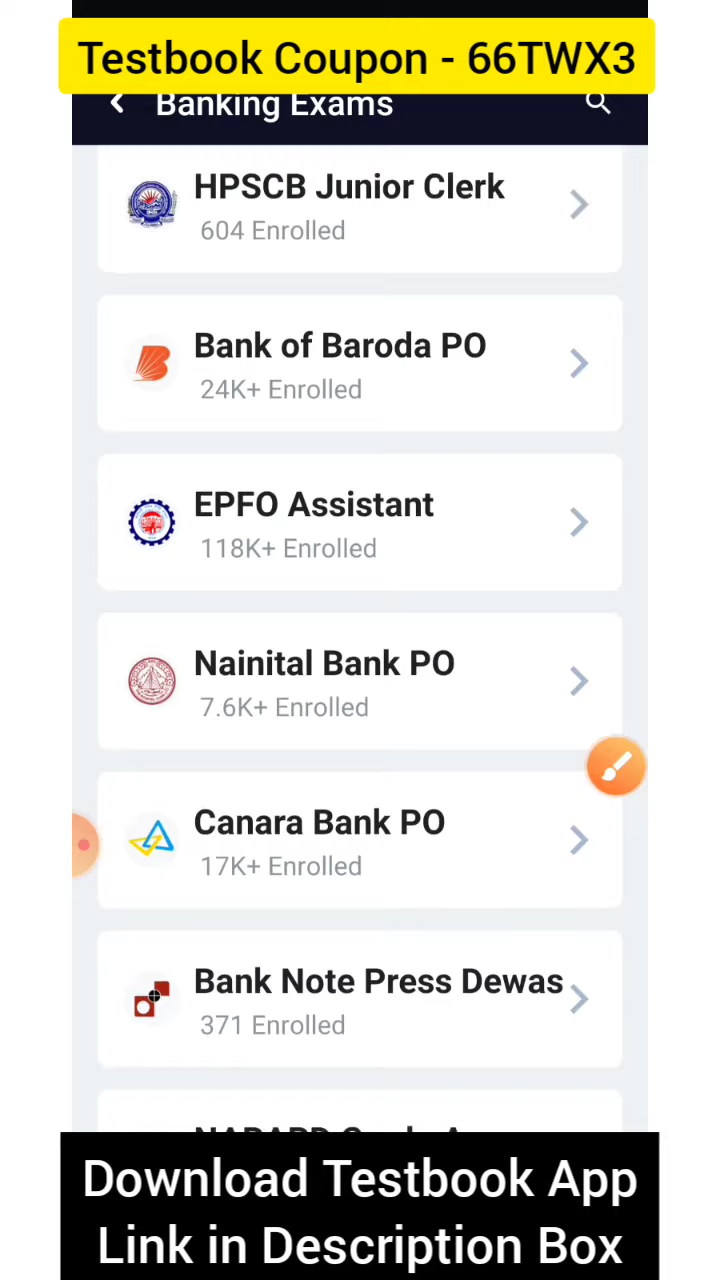 Testbook Coupon - 66TWX3
Banking Exams
HPSCB Junior Clerk
604 Enrolled
Bank of Baroda PO
24K+ Enrolled
EPFO Assistant
118K+ Enrolled
Nainital Bank PO
7.6K+ Enrolled
Canara Bank PO
17K+ Enrolled
Bank Note Press Dewas
371 Enrolled
Download Testbook App
Link in Description Box